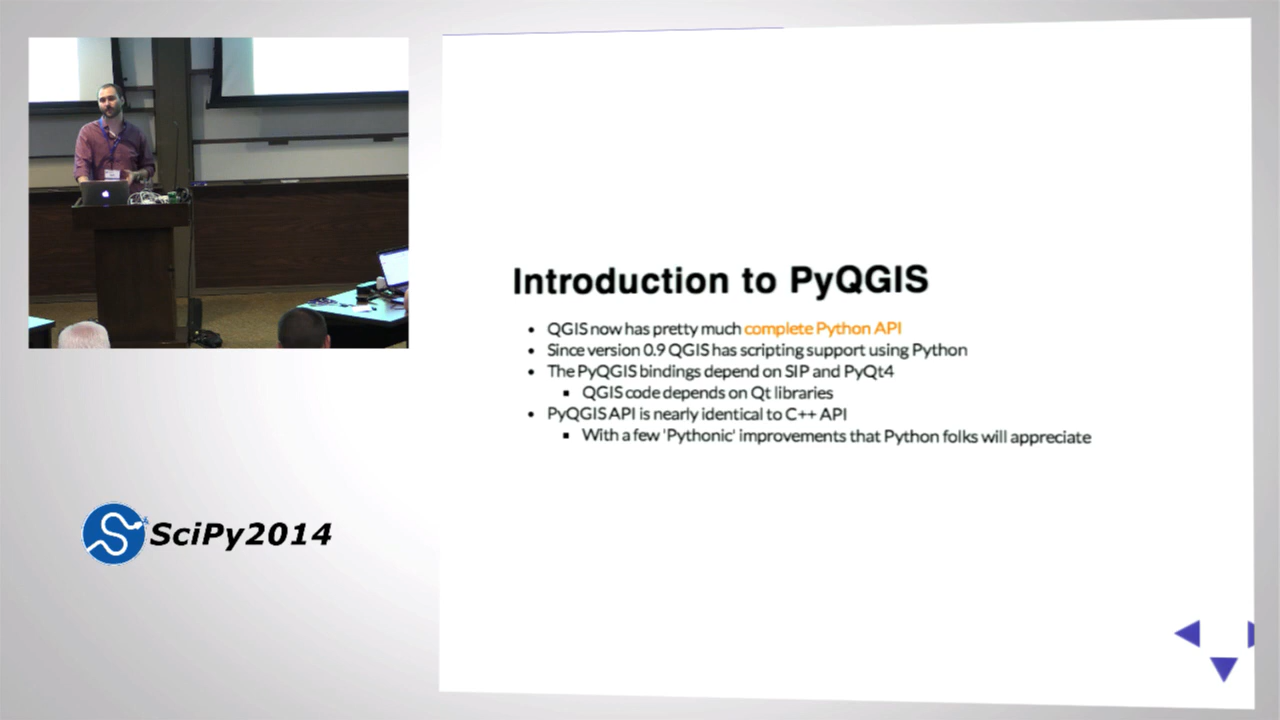 Introduction to PyQGIS
• QGIS now has pretty much complete Python API
• Since version 0.9 QGIS has scripting support using Python
• The PyQGIS bindings depend on SIP and PyQt4
▪ QGIS code depends on Qt libraries
• PyQGIS API is nearly identical to C++ API
▪ With a few 'Pythonic' improvements that Python folks will appreciate
SciPy2014